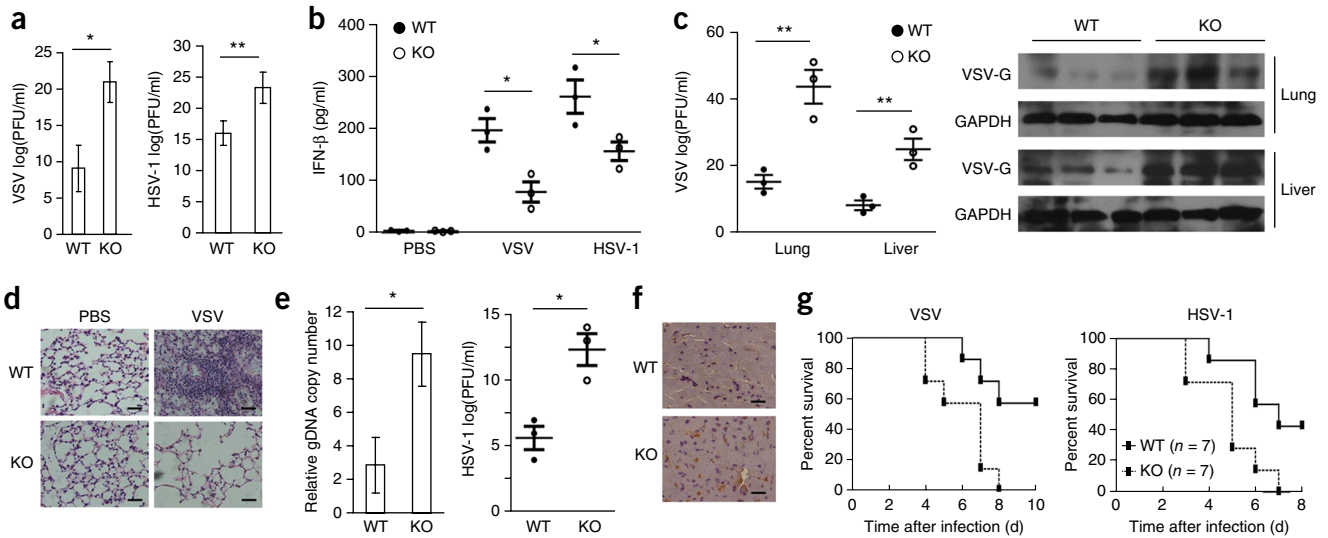 a
VSV log(PFU/ml)
25
20
15
10
5
0
*
WT KO
HSV-1 log(PFU/ml)
30
25
20
15
10
5
0
**
WT KO
b
IFN-β (pg/ml)
400
300
200
100
0
WT
KO
*
*
PBS VSV HSV-1
c
VSV log(PFU/ml)
60
40
20
0
WT
KO
**
**
Lung Liver
WT KO
VSV-G
GAPDH
Lung
VSV-G
GAPDH
Liver
d
PBS VSV
WT
KO
e
Relative gDNA copy number
12
10
8
6
4
2
0
*
WT KO
HSV-1 log(PFU/ml)
15
10
5
0
*
WT KO
f
WT
KO
g
VSV
Percent survival
100
80
60
40
20
0
0 2 4 6 8 10
Time after infection (d)
HSV-1
Percent survival
100
80
60
40
20
0
WT (n = 7)
KO (n = 7)
0 2 4 6 8
Time after infection (d)